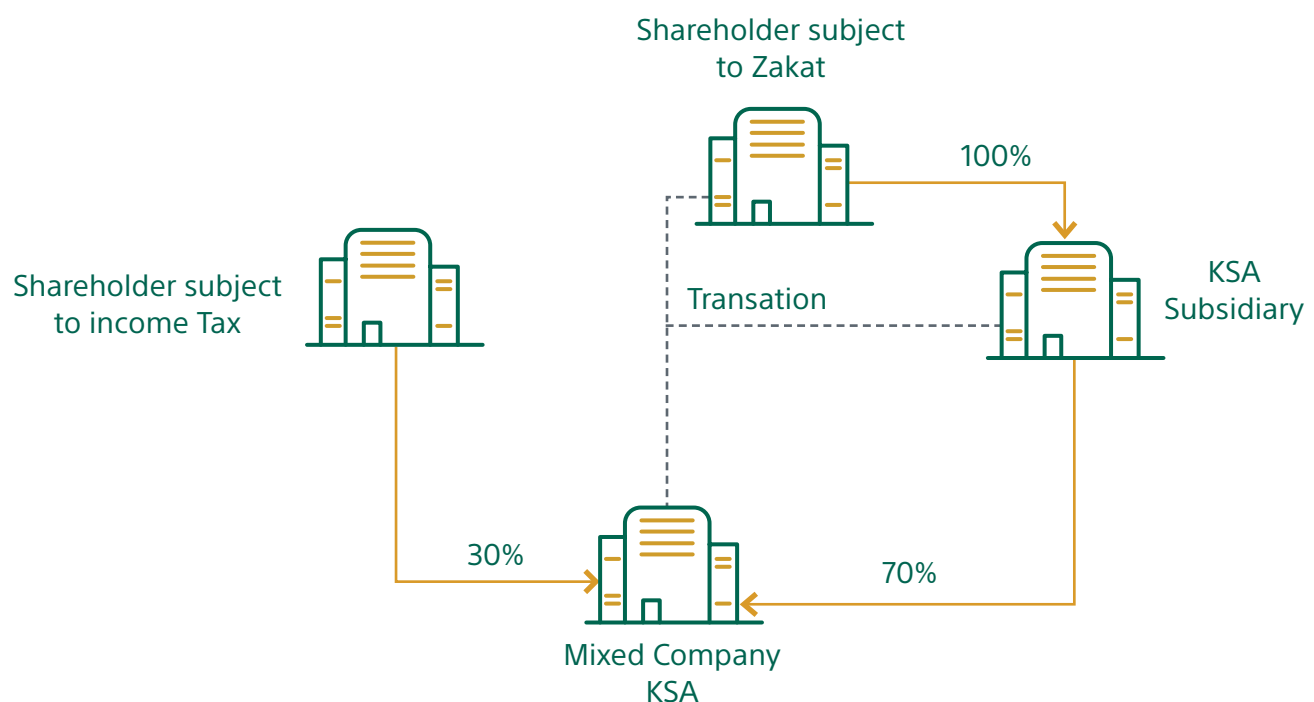 Shareholder subject
to Zakat
100%
Shareholder subject
to income Tax
KSA
Subsidiary
Transation
30%
70%
Mixed Company
KSA